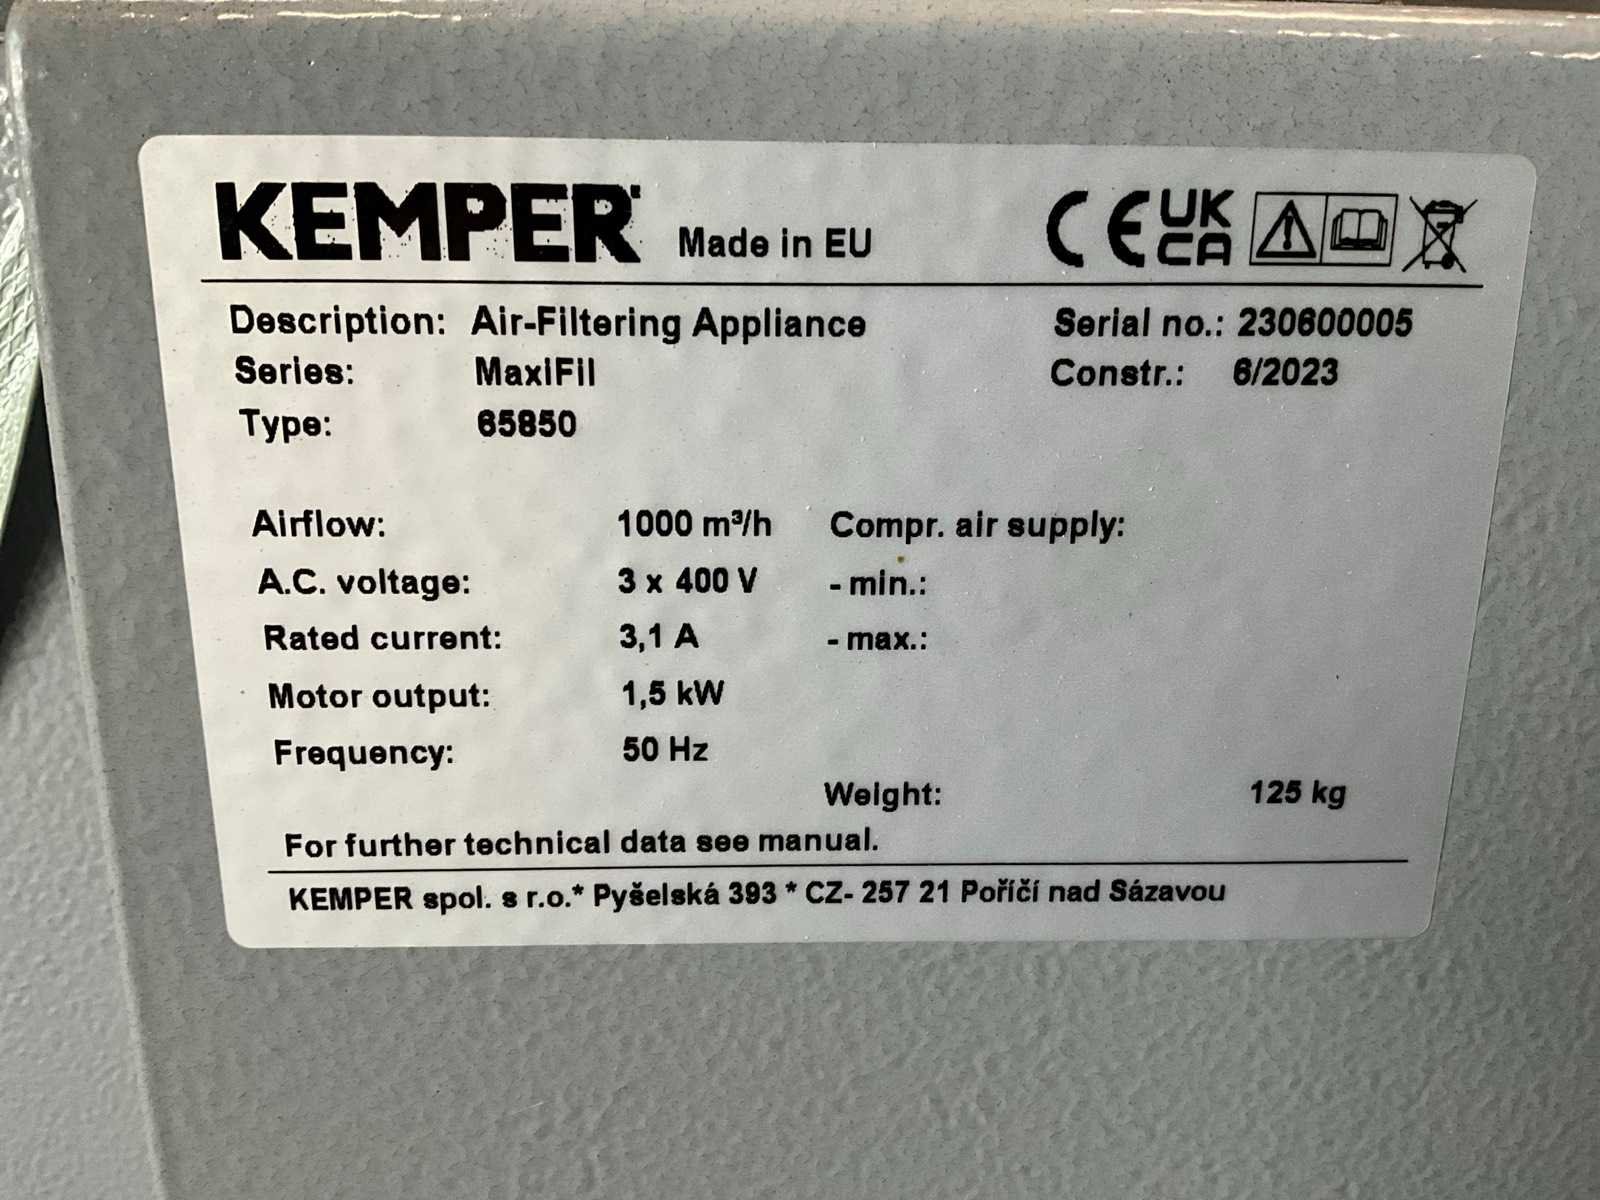 KEMPER Made in EU CE UK CA
Description: Air-Filtering Appliance Serial no.: 230600005
Series: MaxiFil Constr.: 6/2023
Type: 65850
Airflow: 1000 m³/h Compr. air supply:
A.C. voltage: 3 x 400 V - min.:
Rated current: 3,1 A - max.:
Motor output: 1,5 kW
Frequency: 50 Hz
Weight: 125 kg
For further technical data see manual.
KEMPER spol. s r.o.* Pyšelská 393 * CZ- 257 21 Poříčí nad Sázavou